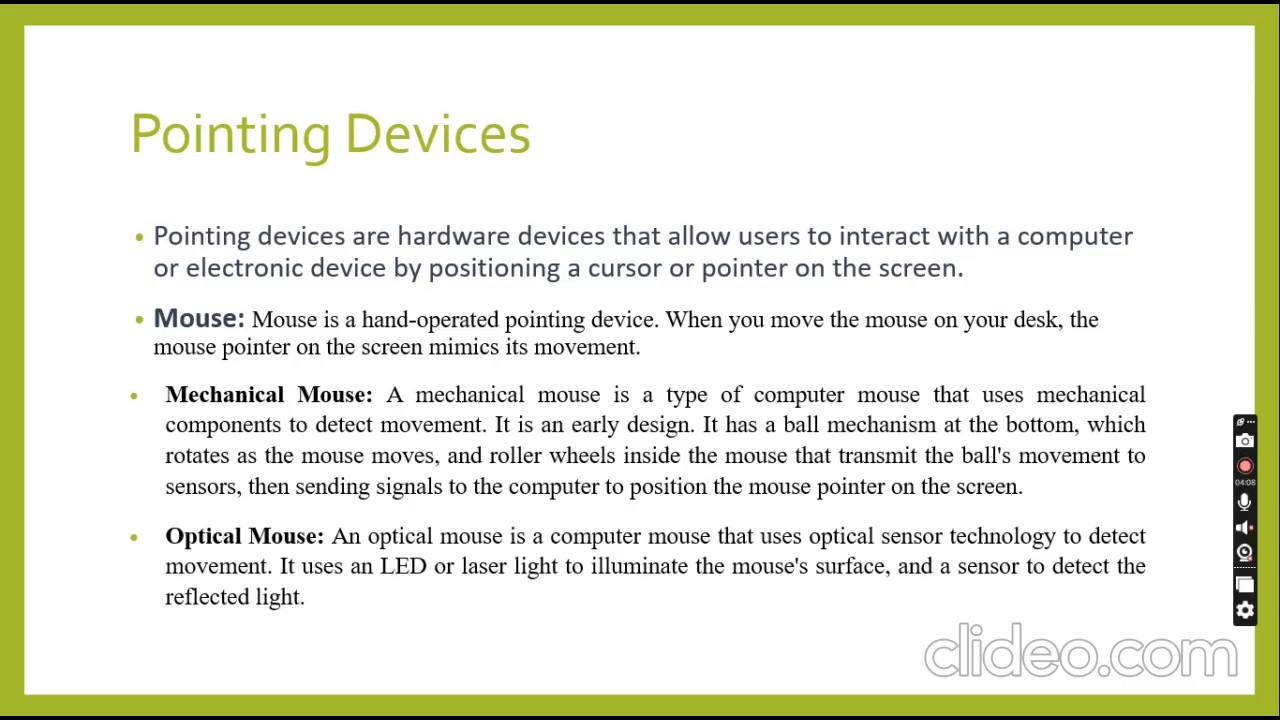 Pointing Devices
• Pointing devices are hardware devices that allow users to interact with a computer
or electronic device by positioning a cursor or pointer on the screen.
• Mouse: Mouse is a hand-operated pointing device. When you move the mouse on your desk, the
mouse pointer on the screen mimics its movement.
• Mechanical Mouse: A mechanical mouse is a type of computer mouse that uses mechanical
components to detect movement. It is an early design. It has a ball mechanism at the bottom, which
rotates as the mouse moves, and roller wheels inside the mouse that transmit the ball's movement to
sensors, then sending signals to the computer to position the mouse pointer on the screen.
• Optical Mouse: An optical mouse is a computer mouse that uses optical sensor technology to detect
movement. It uses an LED or laser light to illuminate the mouse's surface, and a sensor to detect the
reflected light.
04:08
clideo.com